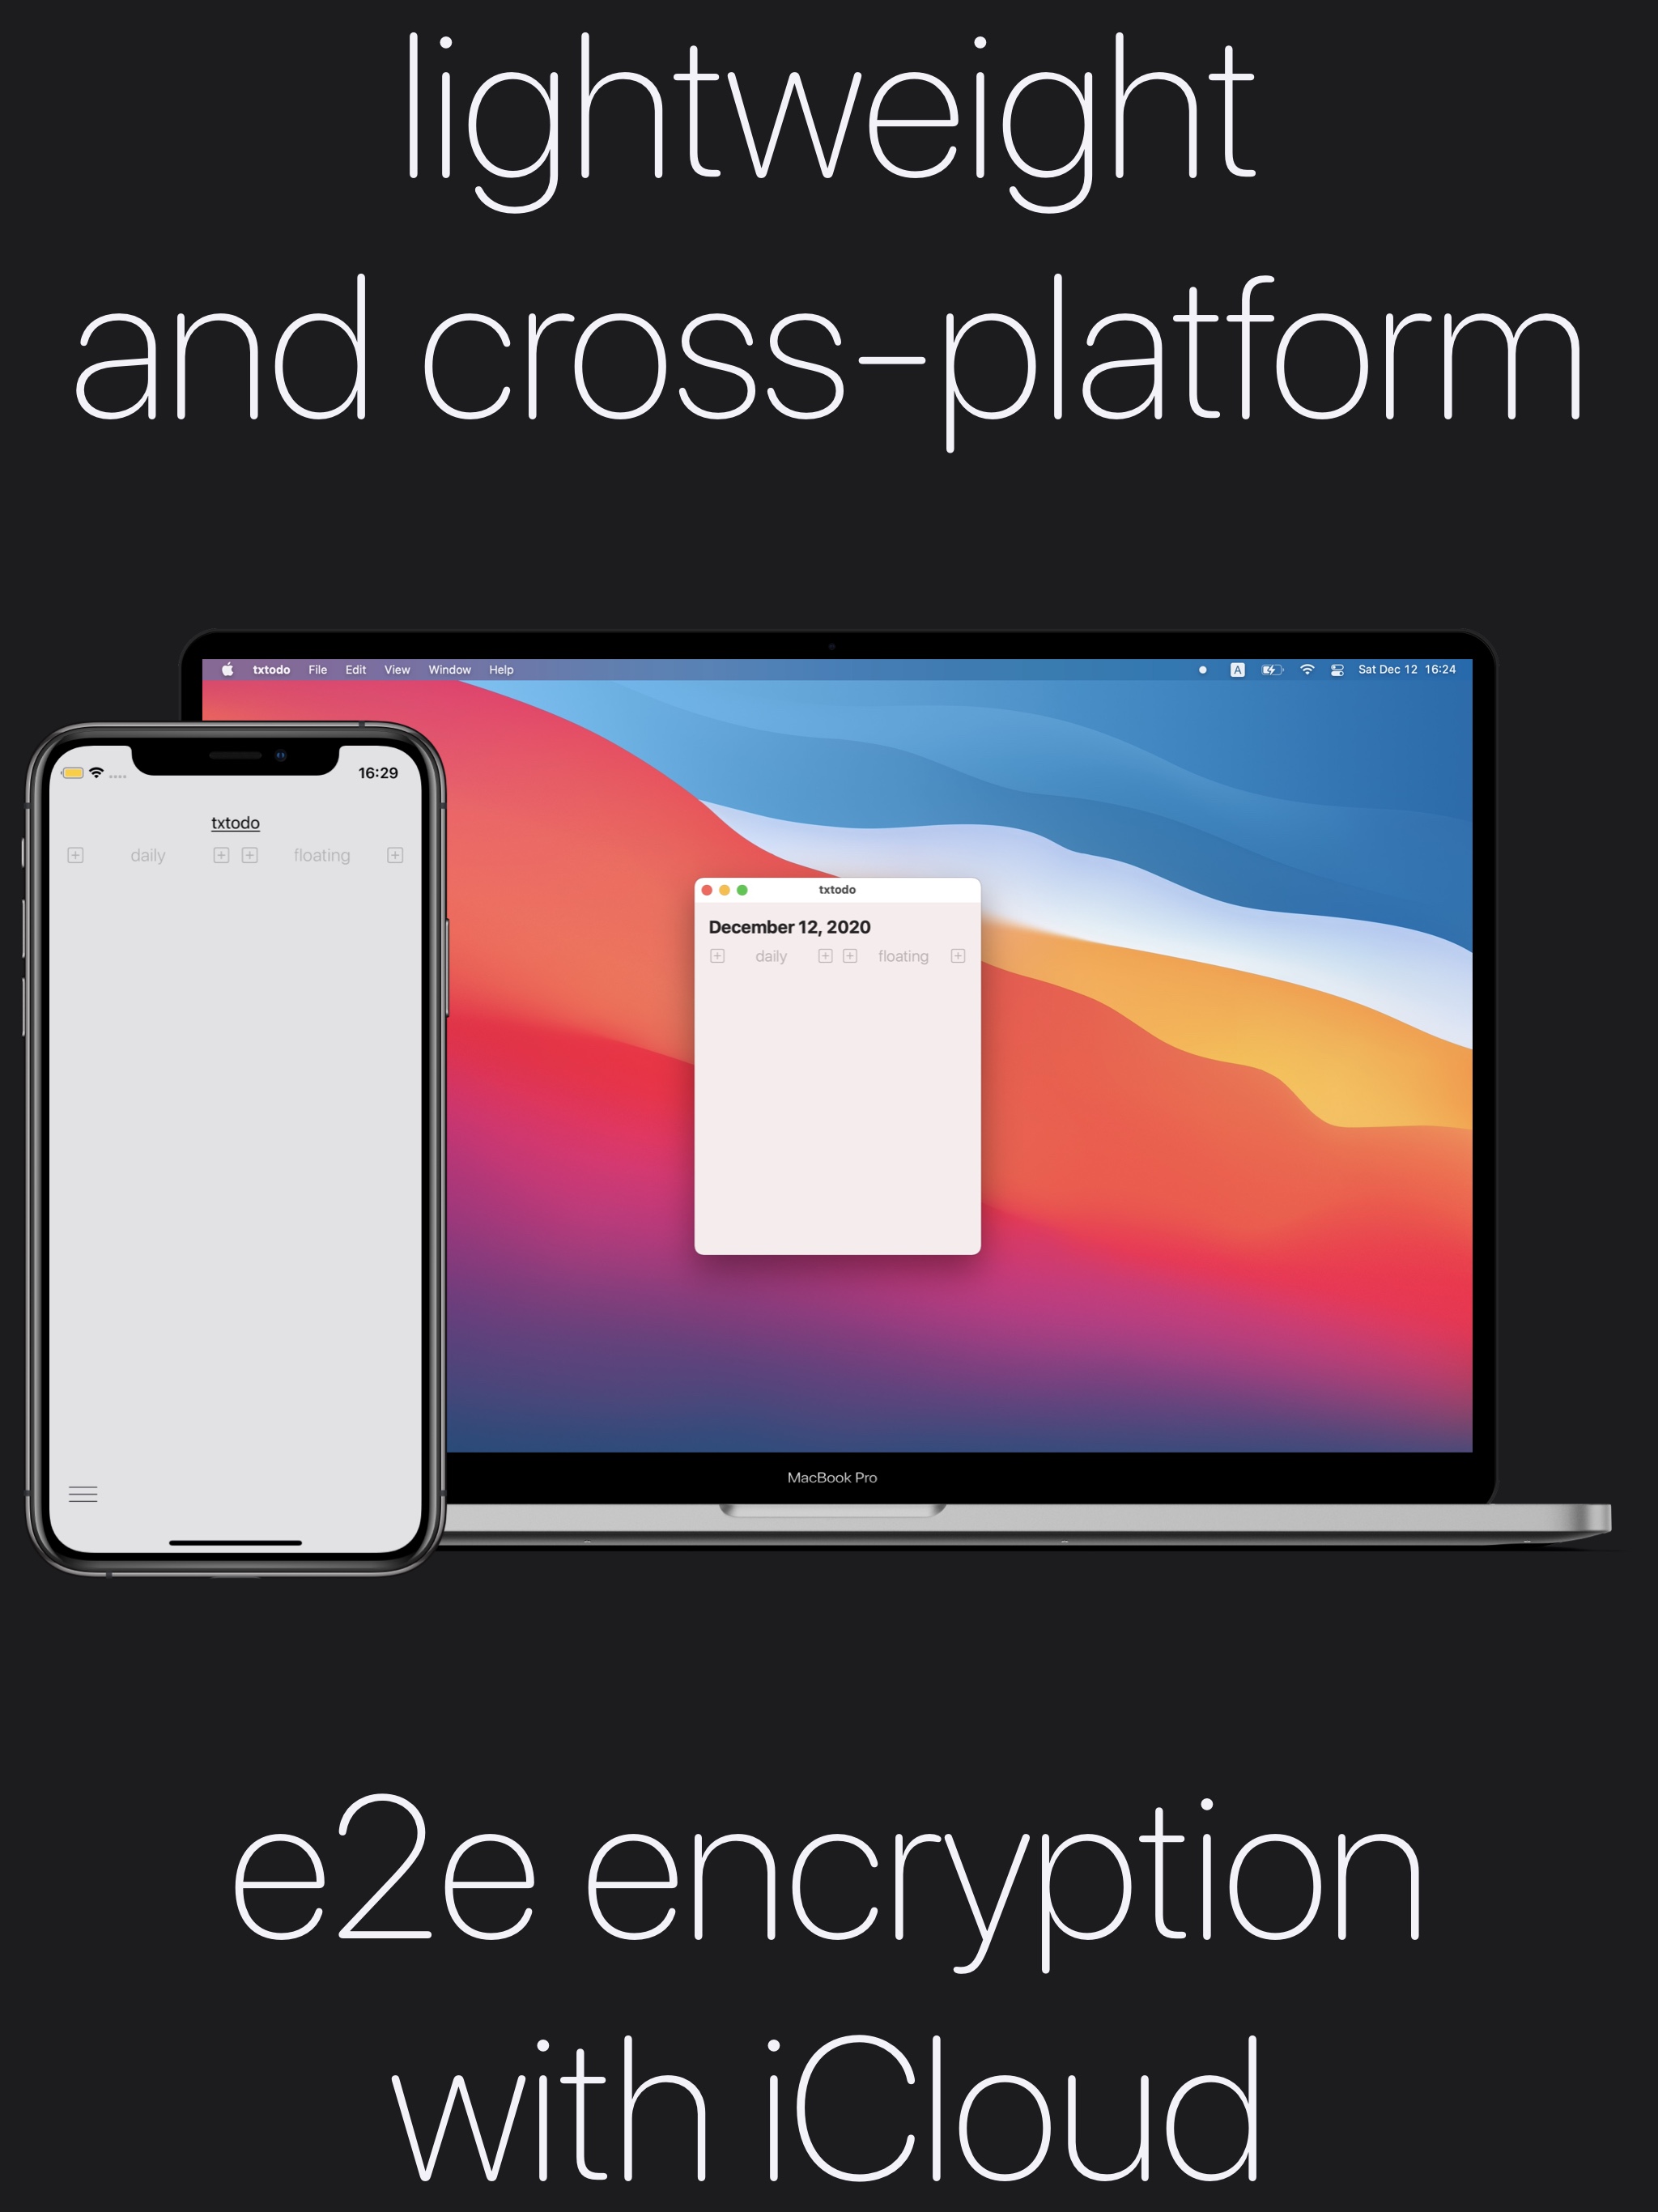 lightweight
and cross-platform
txtodo File Edit View Window Help A Sat Dec 12 16:24
16:29
txtodo
daily floating
txtodo
December 12, 2020
daily floating
MacBook Pro
e2e encryption
with iCloud